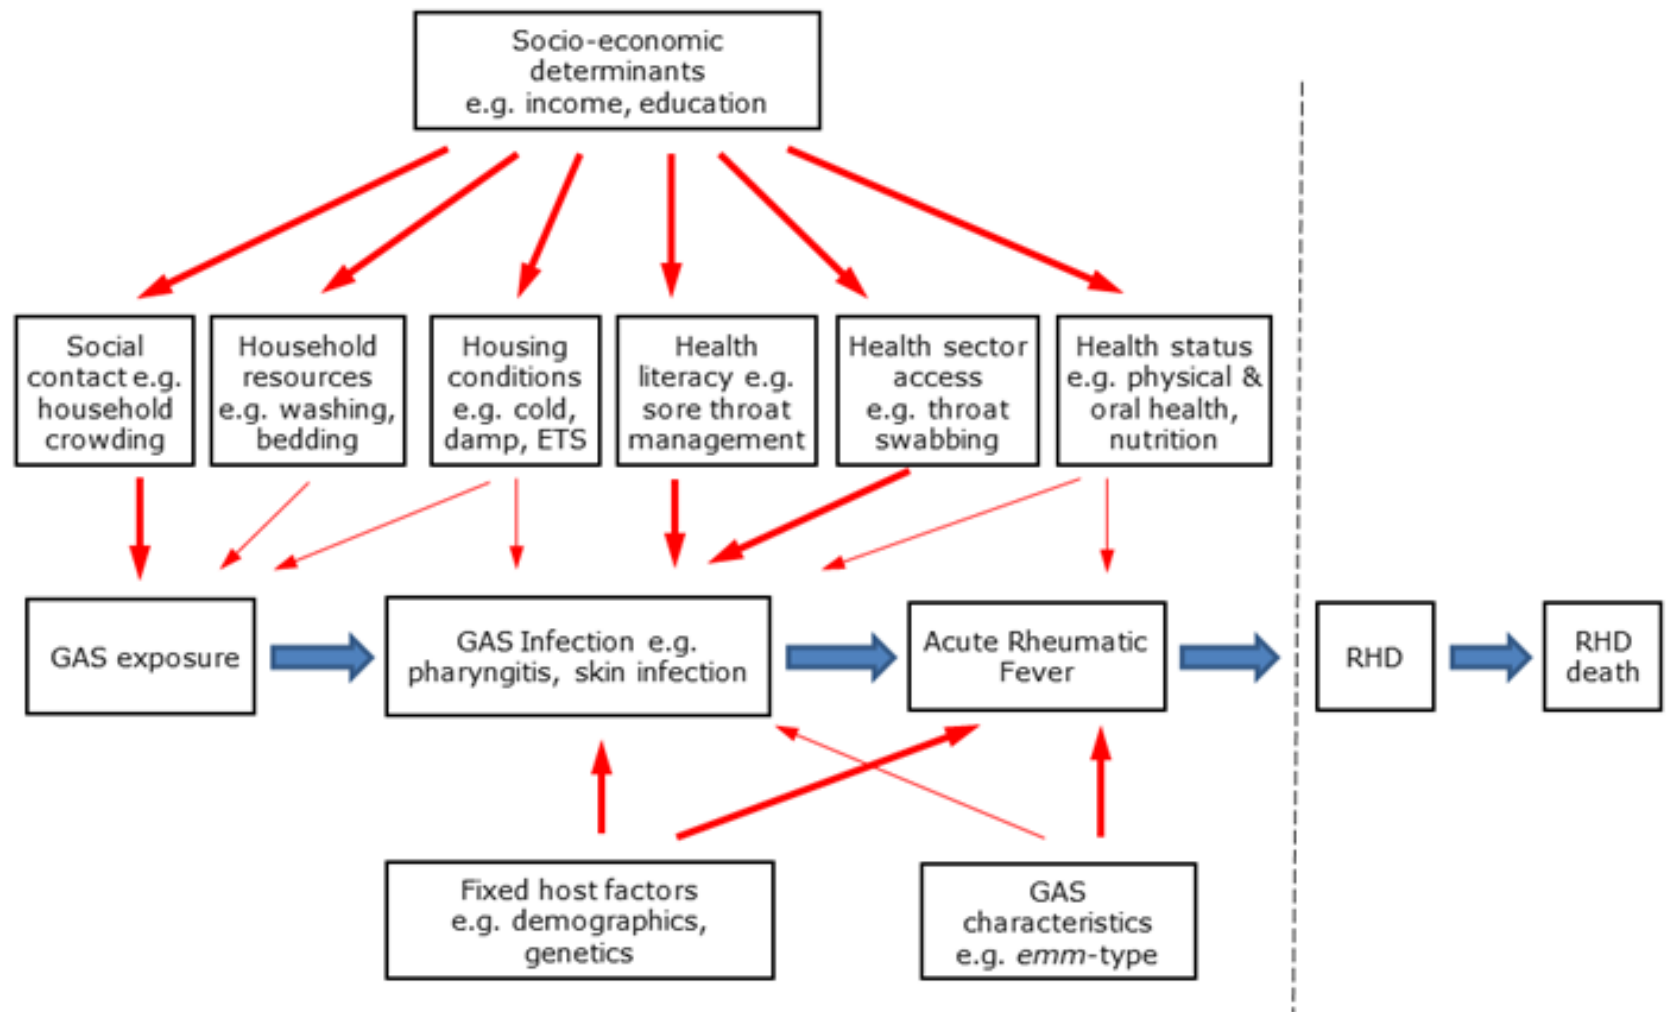 Socio-economic
determinants
e.g. income, education
Social
contact e.g.
household
crowding
Household
resources
e.g. washing,
bedding
Housing
conditions
e.g. cold,
damp, ETS
Health
literacy e.g.
sore throat
management
Health sector
access
e.g. throat
swabbing
Health status
e.g. physical &
oral health,
nutrition
GAS exposure
GAS Infection e.g.
pharyngitis, skin infection
Acute Rheumatic
Fever
RHD
RHD
death
Fixed host factors
e.g. demographics,
genetics
GAS
characteristics
e.g. emm-type